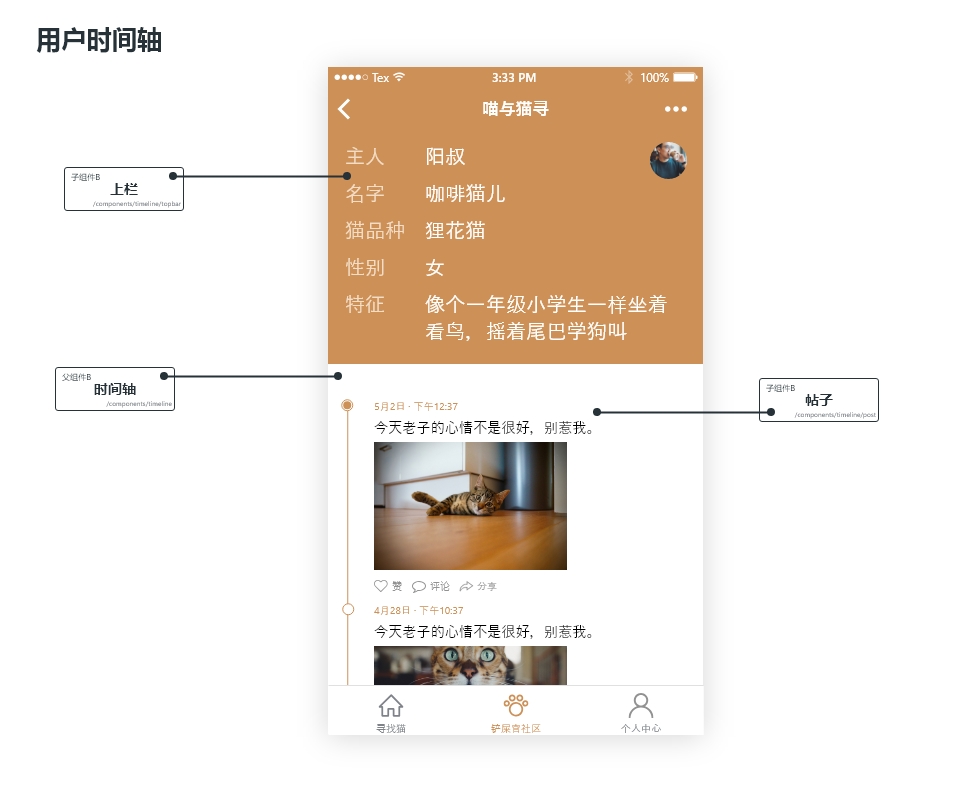 用户时间轴
Tex
3:33 PM
100%
喵与猫寻
主人 阳叔
名字 咖啡猫儿
猫品种 狸花猫
性别 女
特征 像个一年级小学生一样坐着
看鸟，摇着尾巴学狗叫
子组件B
上栏
/components/timeline/topbar
父组件B
时间轴
/components/timeline
子组件B
帖子
/components/timeline/post
5月2日 · 下午12:37
今天老子的心情不是很好，别惹我。
赞 评论 分享
4月28日 · 下午10:37
今天老子的心情不是很好，别惹我。
寻找猫 铲屎官社区 个人中心